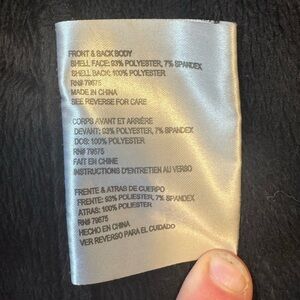 FRONT & BACK BODY
SHELL FACE: 93% POLYESTER, 7% SPANDEX
SHELL BACK: 100% POLYESTER
RN# 79675
MADE IN CHINA
SEE REVERSE FOR CARE
CORPS AVANT ET ARRIÈRE
DEVANT: 93% POLYESTER, 7% SPANDEX
DOS: 100% POLYESTER
RN# 79675
FAIT EN CHINE
INSTRUCTIONS D'ENTRETIEN AU VERSO
FRENTE & ATRAS DE CUERPO
FRENTE: 93% POLIESTER, 7% SPANDEX
ATRAS: 100% POLIESTER
RN# 79675
HECHO EN CHINA
VER REVERSO PARA EL CUIDADO